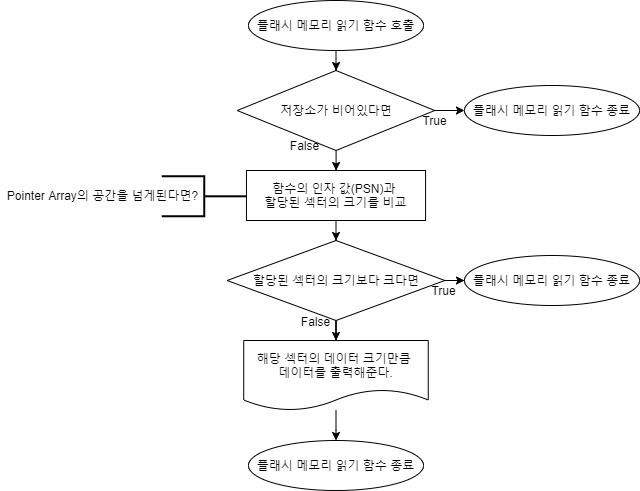 플래시 메모리 읽기 함수 호출
저장소가 비어있다면
True
플래시 메모리 읽기 함수 종료
False
Pointer Array의 공간을 넘게된다면?
함수의 인자 값(PSN)과
할당된 섹터의 크기를 비교
할당된 섹터의 크기보다 크다면
True
플래시 메모리 읽기 함수 종료
False
해당 섹터의 데이터 크기만큼
데이터를 출력해준다.
플래시 메모리 읽기 함수 종료